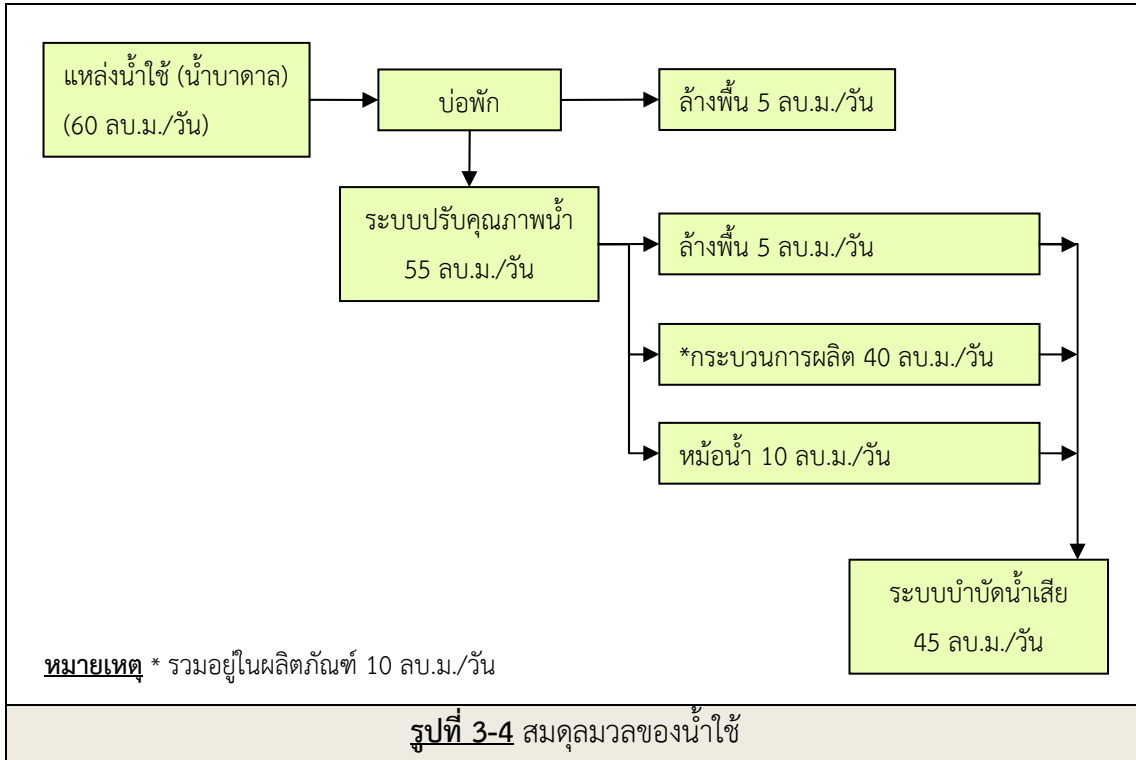 แหล่งน้ำใช้ (น้ำบาดาล)
(60 ลบ.ม./วัน)
บ่อพัก
ล้างพื้น 5 ลบ.ม./วัน
ระบบปรับคุณภาพน้ำ
55 ลบ.ม./วัน
ล้างพื้น 5 ลบ.ม./วัน
*กระบวนการผลิต 40 ลบ.ม./วัน
หม้อน้ำ 10 ลบ.ม./วัน
ระบบบำบัดน้ำเสีย
45 ลบ.ม./วัน
หมายเหตุ * รวมอยู่ในผลิตภัณฑ์ 10 ลบ.ม./วัน
รูปที่ 3-4 สมดุลมวลของน้ำใช้